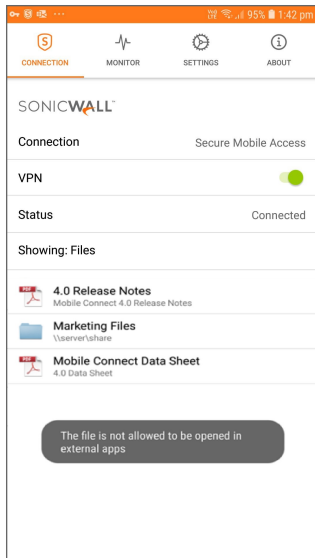 95% 1:42 pm
CONNECTION MONITOR SETTINGS ABOUT
SONICWALL™
Connection Secure Mobile Access
VPN
Status Connected
Showing: Files
PDF 4.0 Release Notes
Mobile Connect 4.0 Release Notes
Marketing Files
\\server\share
PDF Mobile Connect Data Sheet
4.0 Data Sheet
The file is not allowed to be opened in
external apps